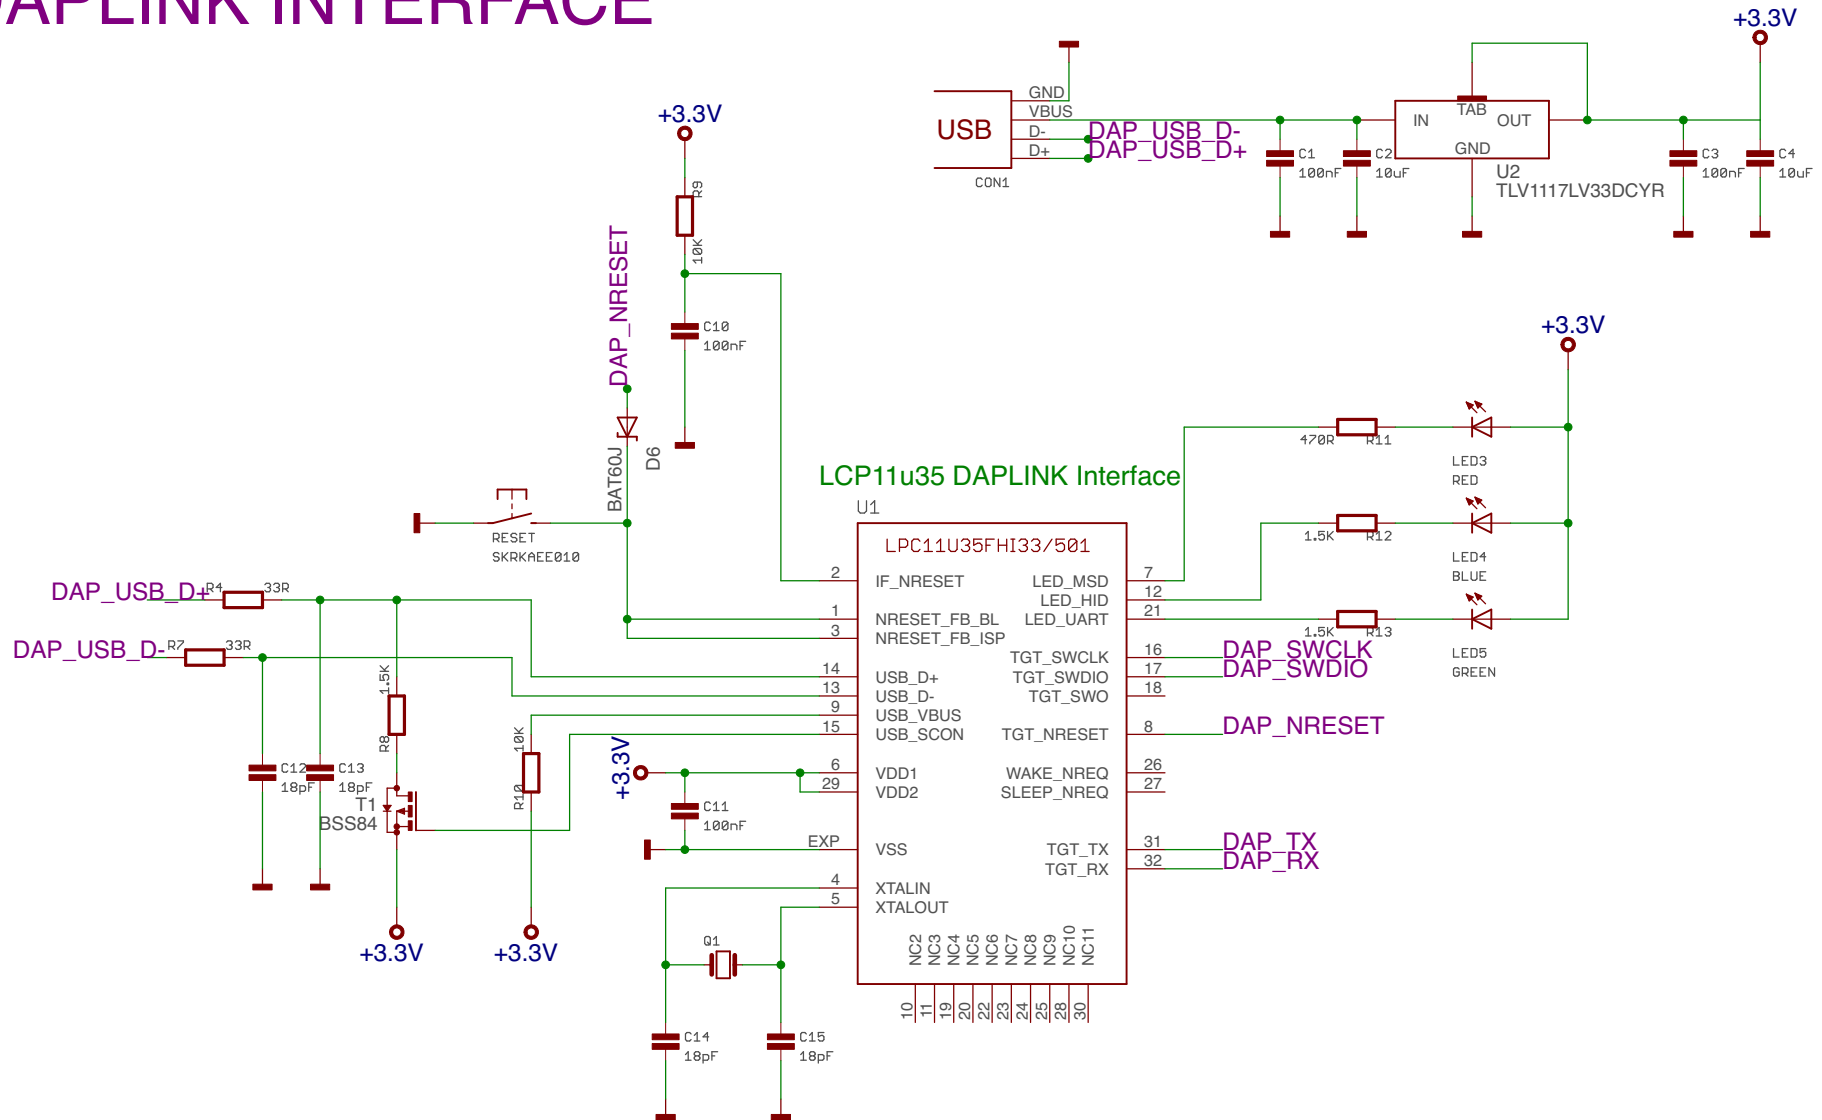 DAPLINK INTERFACE
+3.3V
GND
VBUS
USB
D-
DAP_USB_D-
D+
DAP_USB_D+
CON1
TAB
IN
OUT
GND
C1
100nF
C2
10uF
U2
TLV1117LV33DCYR
C3
100nF
C4
10uF
+3.3V
R9
10K
DAP_NRESET
C10
100nF
BAT60J
D6
RESET
SKRKAEE010
+3.3V
470R
R11
LED3
RED
1.5K
R12
LED4
BLUE
1.5K
R13
LED5
GREEN
LCP11u35 DAPLINK Interface
U1
LPC11U35FHI33/501
2
IF_NRESET
1
NRESET_FB_BL
3
NRESET_FB_ISP
14
USB_D+
13
USB_D-
9
USB_VBUS
15
USB_SCON
6
VDD1
29
VDD2
EXP
VSS
4
XTALIN
5
XTALOUT
LED_MSD
7
LED_HID
12
LED_UART
21
TGT_SWCLK
16
DAP_SWCLK
TGT_SWDIO
17
DAP_SWDIO
TGT_SWO
18
TGT_NRESET
8
DAP_NRESET
WAKE_NREQ
26
SLEEP_NREQ
27
TGT_TX
31
DAP_TX
TGT_RX
32
DAP_RX
NC2
NC3
NC4
NC5
NC6
NC7
NC8
NC9
NC10
NC11
10
11
19
20
22
23
24
25
28
30
DAP_USB_D+
R4
33R
DAP_USB_D-
R7
33R
1.5K
R8
C12
18pF
C13
18pF
T1
BSS84
+3.3V
10K
R10
+3.3V
+3.3V
C11
100nF
Q1
C14
18pF
C15
18pF